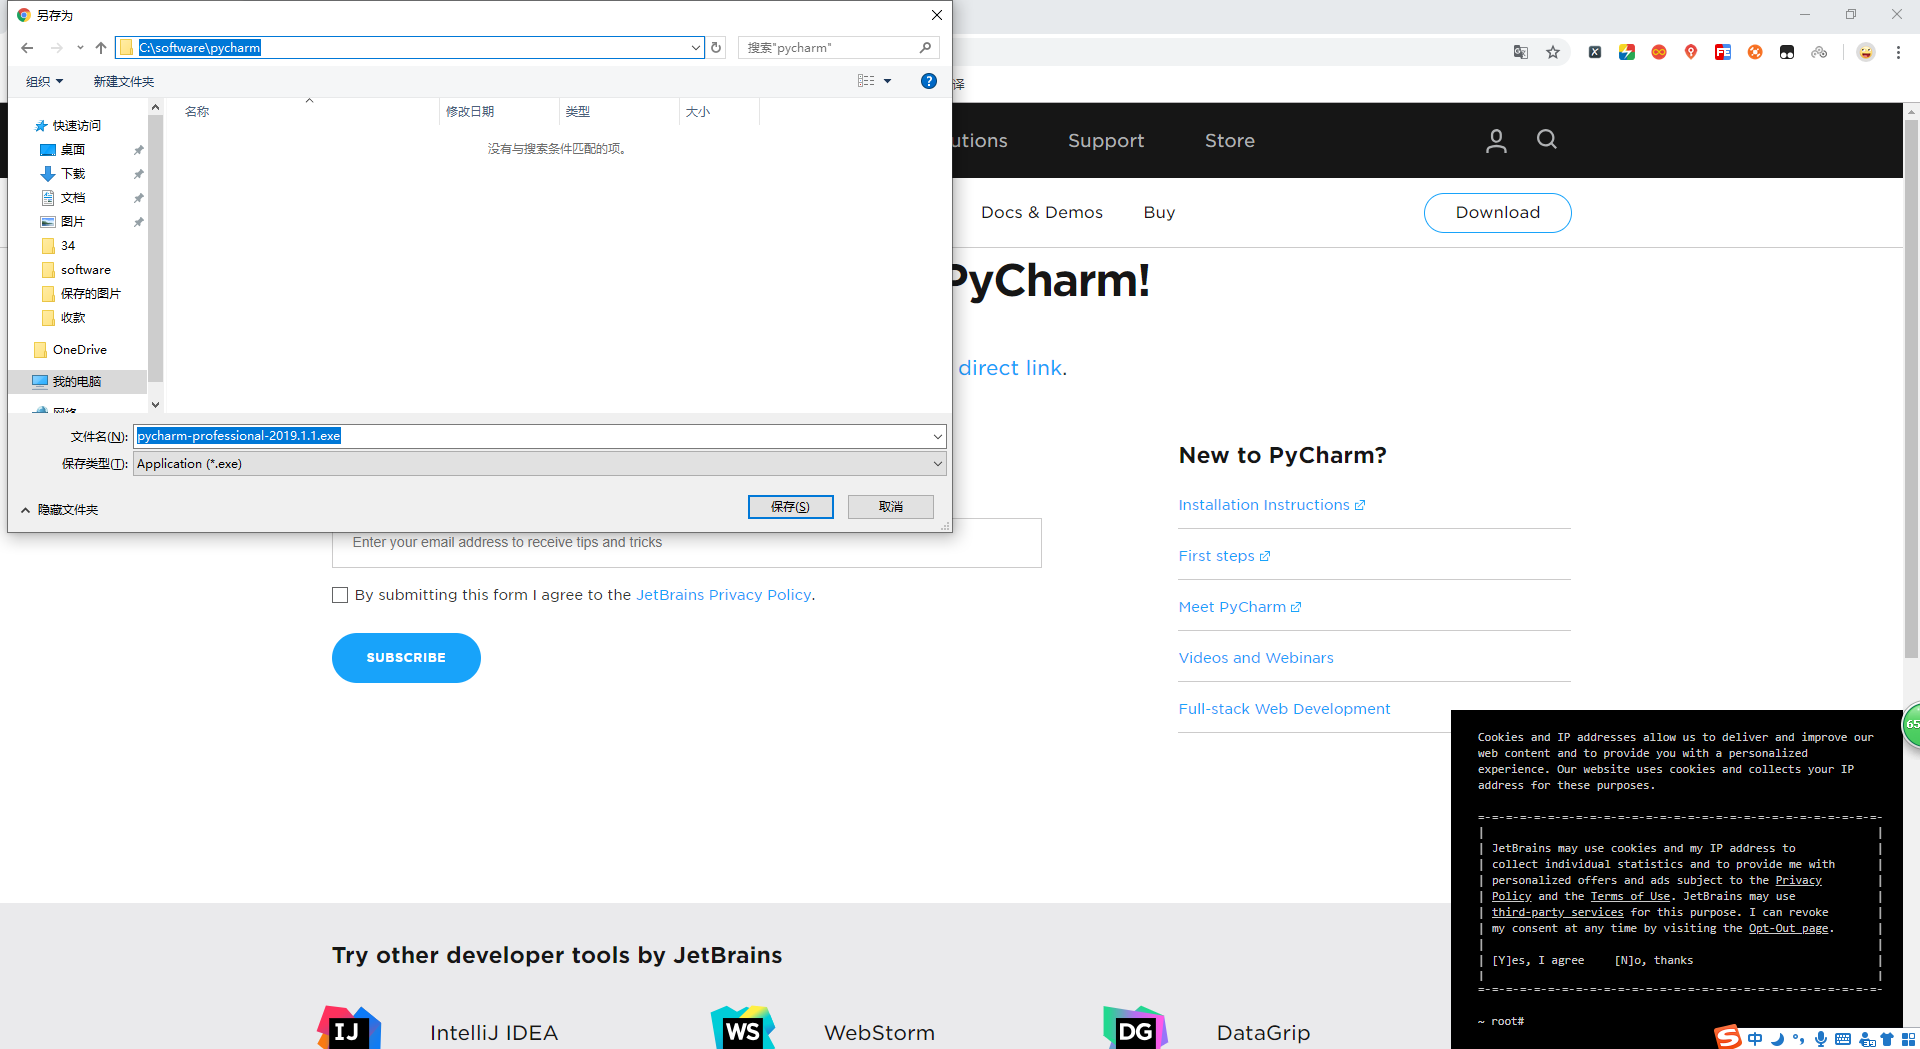 另存为
C:\software\pycharm
搜索"pycharm"
组织
新建文件夹
名称
修改日期
类型
大小
没有与搜索条件匹配的项。
快速访问
桌面
下载
文档
图片
34
software
保存的图片
收款
OneDrive
我的电脑
网络
文件名(N):
pycharm-professional-2019.1.1.exe
保存类型(T):
Application (*.exe)
隐藏文件夹
保存(S)
取消
译
utions
Support
Store
Docs & Demos
Buy
Download
PyCharm!
direct link.
Enter your email address to receive tips and tricks
By submitting this form I agree to the JetBrains Privacy Policy.
SUBSCRIBE
New to PyCharm?
Installation Instructions
First steps
Meet PyCharm
Videos and Webinars
Full-stack Web Development
65
Cookies and IP addresses allow us to deliver and improve our
web content and to provide you with a personalized
experience. Our website uses cookies and collects your IP
address for these purposes.
JetBrains may use cookies and my IP address to
collect individual statistics and to provide me with
personalized offers and ads subject to the Privacy
Policy and the Terms of Use. JetBrains may use
third-party services for this purpose. I can revoke
my consent at any time by visiting the Opt-Out page.
[Y]es, I agree [N]o, thanks
~ root#
Try other developer tools by JetBrains
IJ
IntelliJ IDEA
WS
WebStorm
DG
DataGrip
中